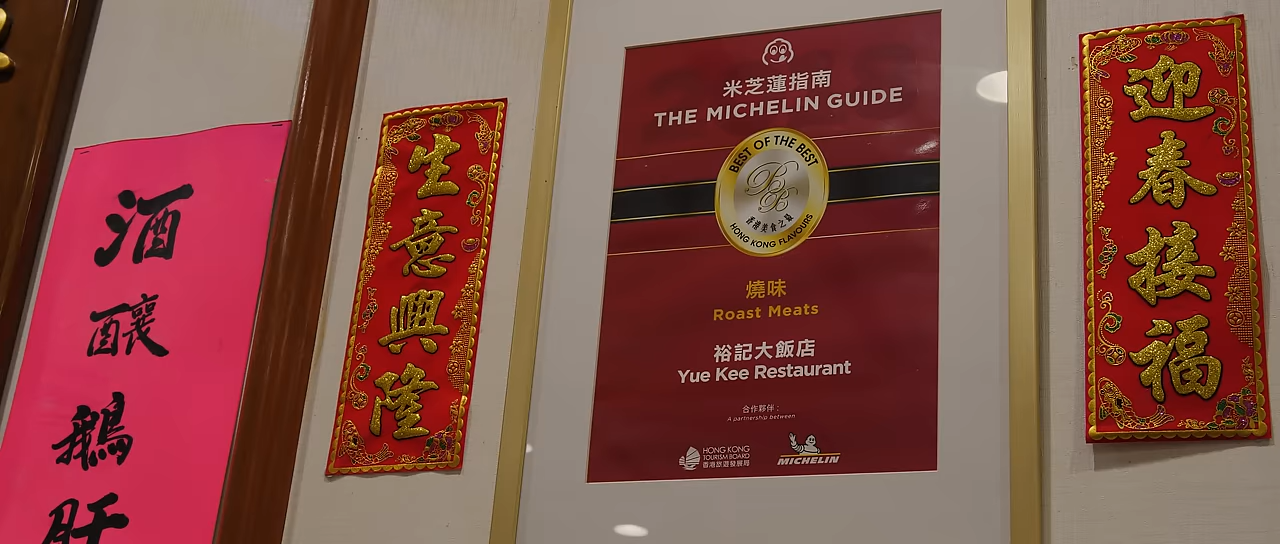 酒釀鵝肝
生意興隆
米芝蓮指南
THE MICHELIN GUIDE
BEST OF THE BEST
BB
香港美食之最
HONG KONG FLAVOURS
燒味
Roast Meats
裕記大飯店
Yue Kee Restaurant
合作夥伴：
A partnership between
HONG KONG
TOURISM BOARD
香港旅遊發展局
MICHELIN
迎春接福